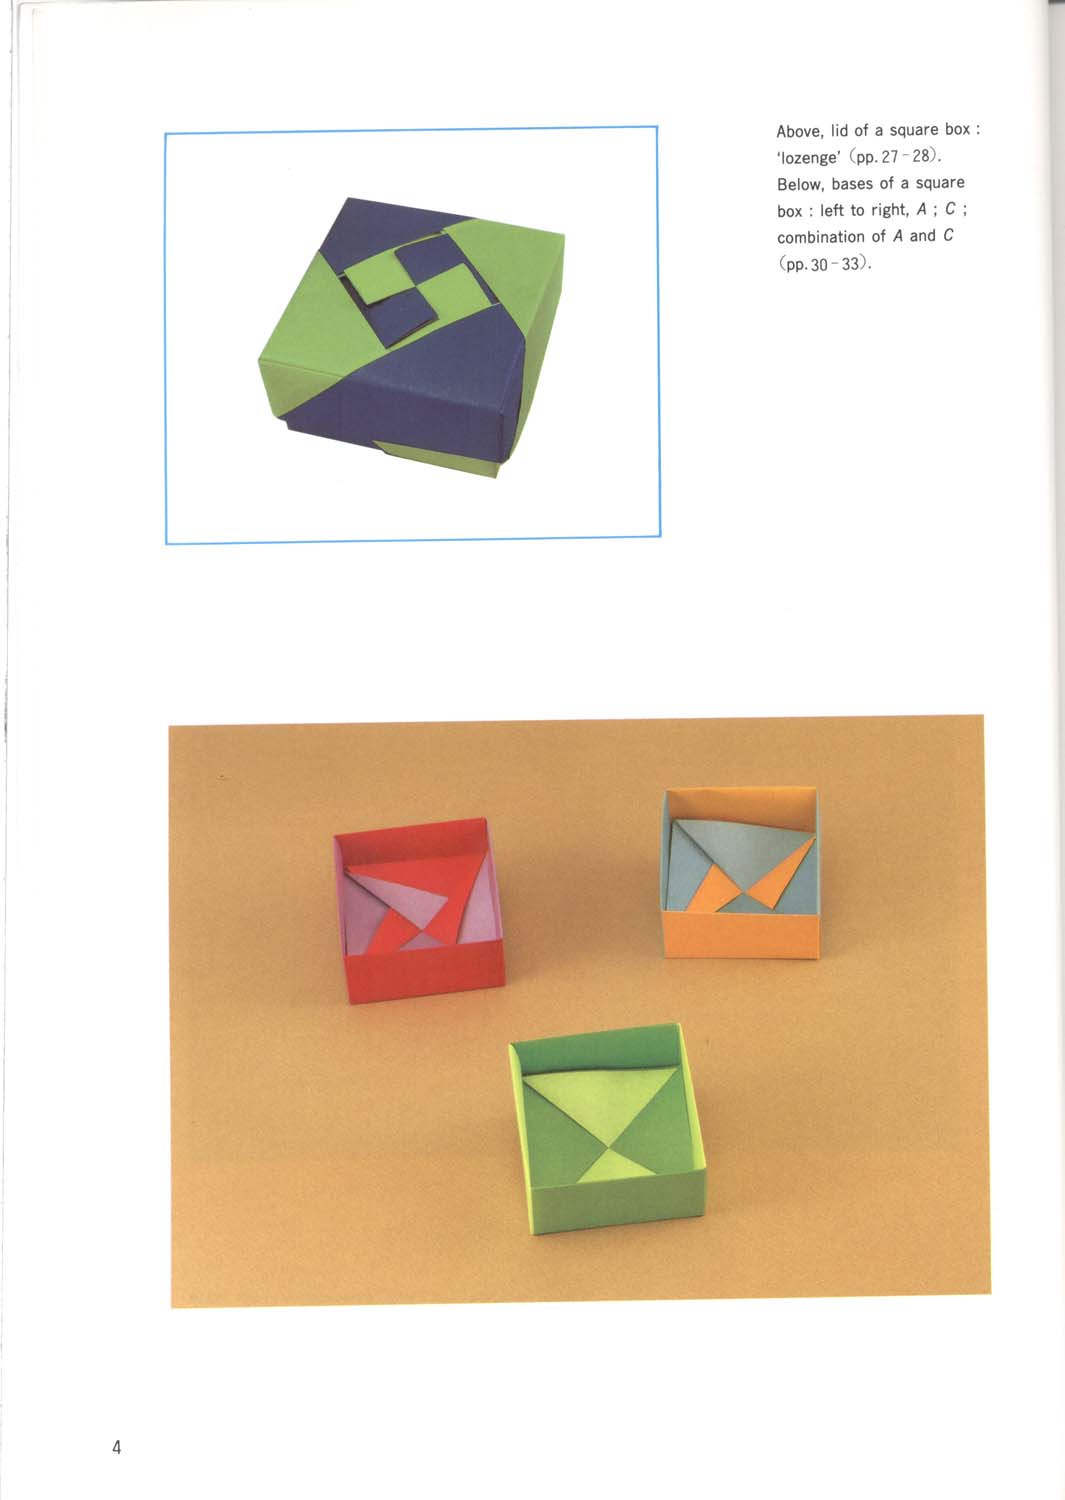 Above, lid of a square box :
‘lozenge’ (pp. 27-28).
Below, bases of a square
box : left to right, A ; C ;
combination of A and C
(pp. 30-33).
4